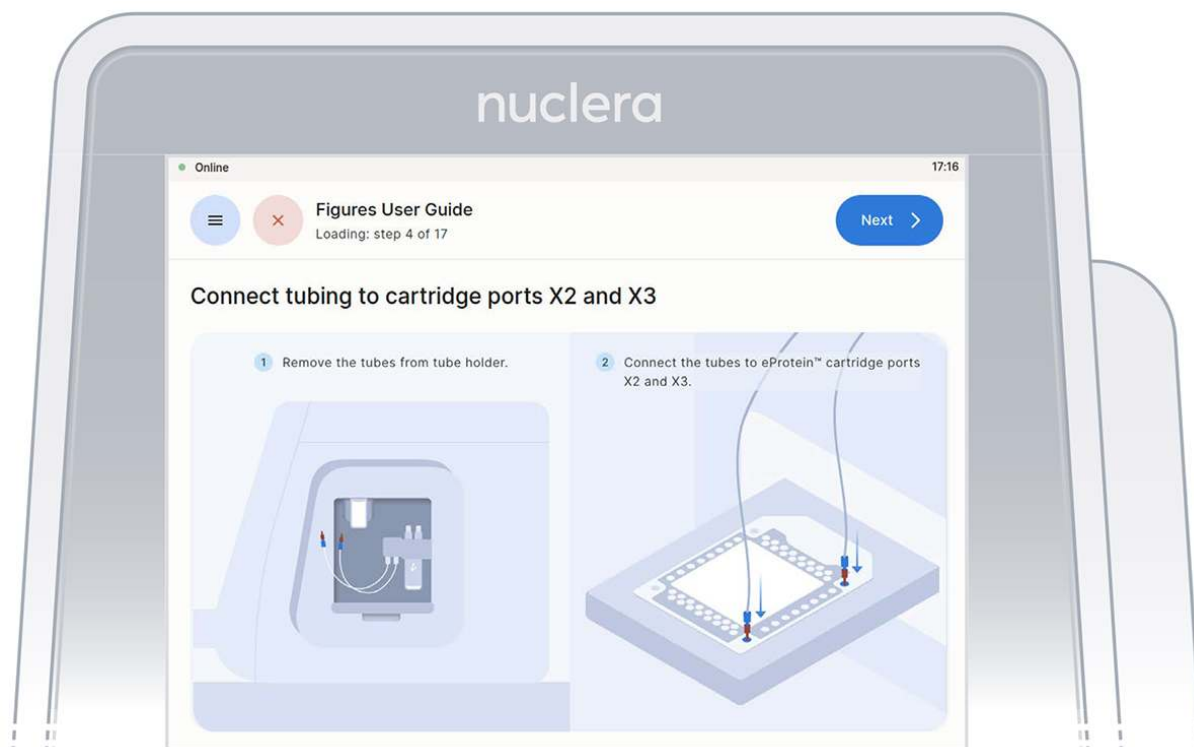 nuclera
Online
17:16
Figures User Guide
Next
Loading: step 4 of 17
Connect tubing to cartridge ports X2 and X3
1 Remove the tubes from tube holder.
2 Connect the tubes to eProtein™ cartridge ports
X2 and X3.